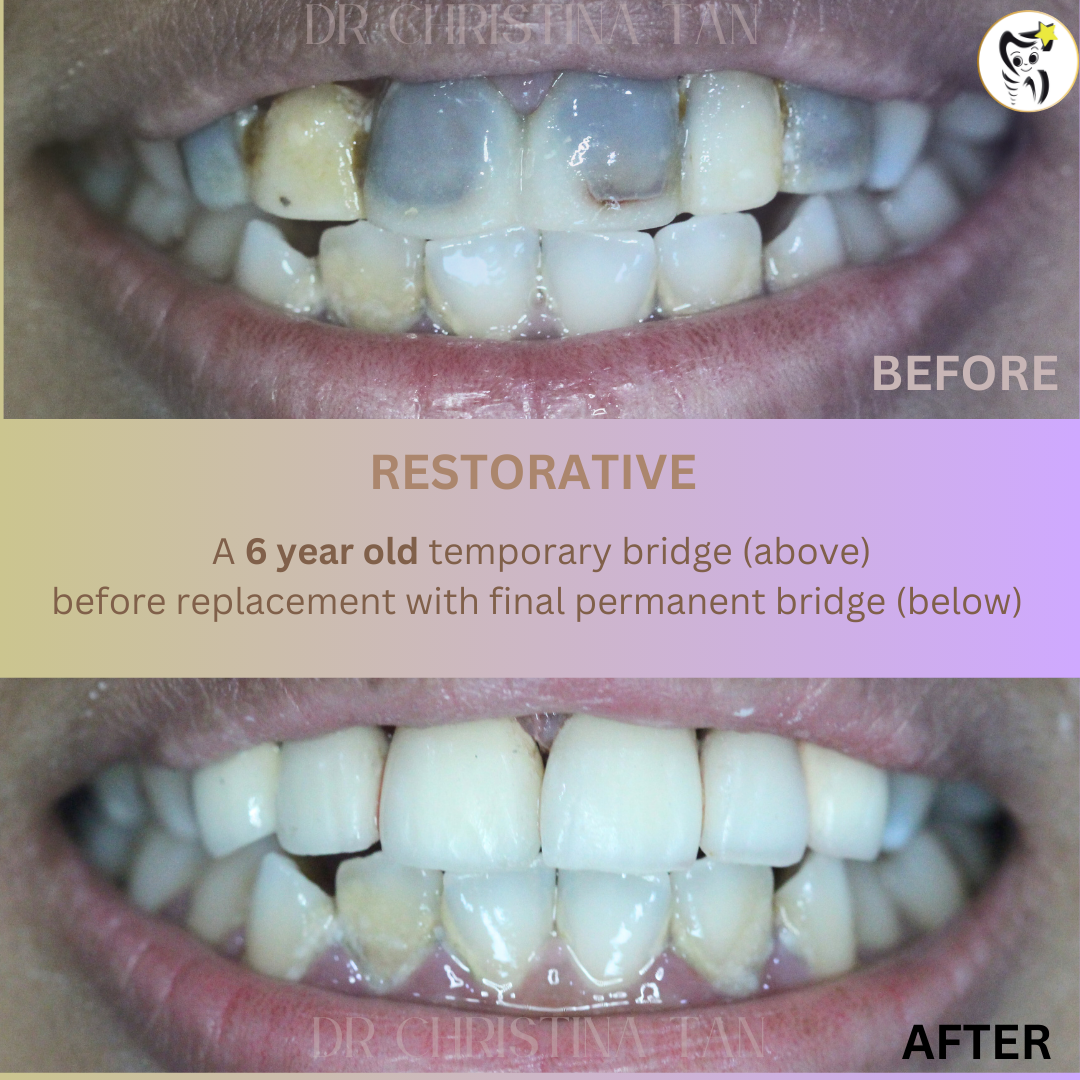 DR CHRISTINA TAN
BEFORE
RESTORATIVE
A 6 year old temporary bridge (above)
before replacement with final permanent bridge (below)
DR CHRISTINA TAN
AFTER